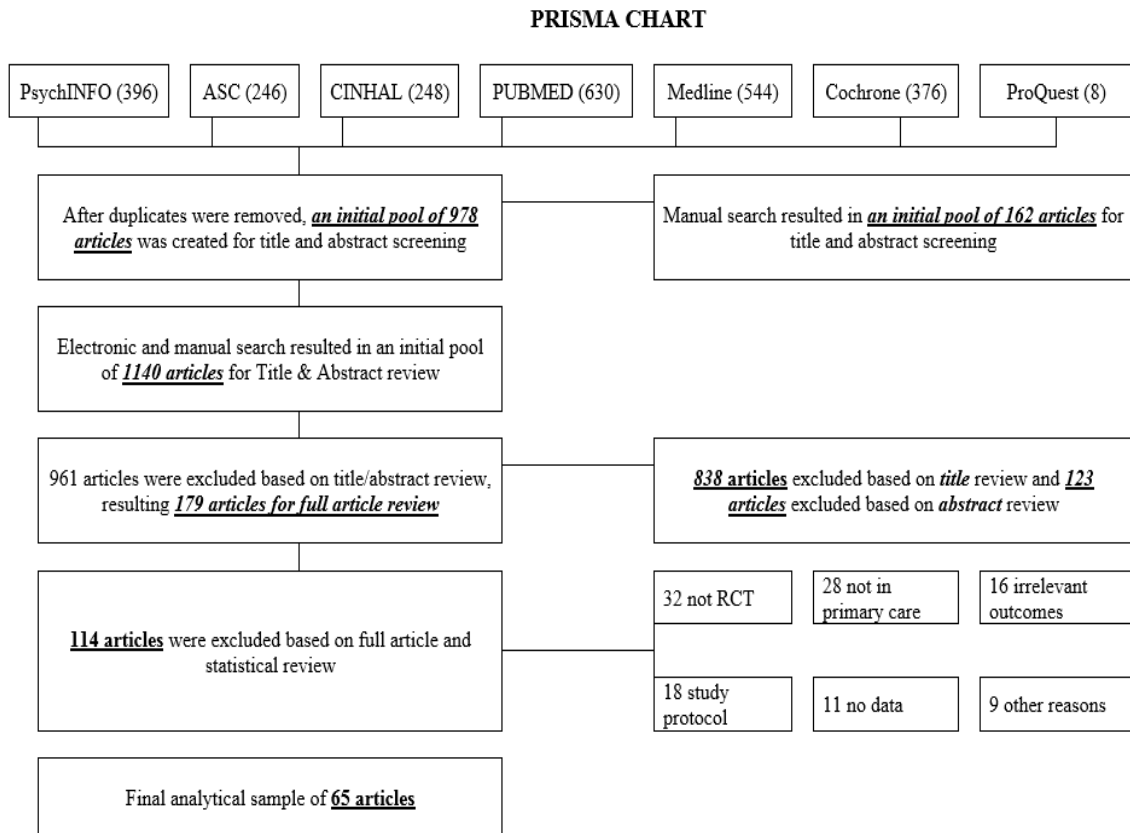 PRISMA CHART
PsychINFO (396)
ASC (246)
CINHAL (248)
PUBMED (630)
Medline (544)
Cochrone (376)
ProQuest (8)
After duplicates were removed, an initial pool of 978
articles was created for title and abstract screening
Manual search resulted in an initial pool of 162 articles for
title and abstract screening
Electronic and manual search resulted in an initial pool
of 1140 articles for Title & Abstract review
961 articles were excluded based on title/abstract review,
resulting 179 articles for full article review
838 articles excluded based on title review and 123
articles excluded based on abstract review
114 articles were excluded based on full article and
statistical review
32 not RCT
28 not in
primary care
16 irrelevant
outcomes
18 study
protocol
11 no data
9 other reasons
Final analytical sample of 65 articles